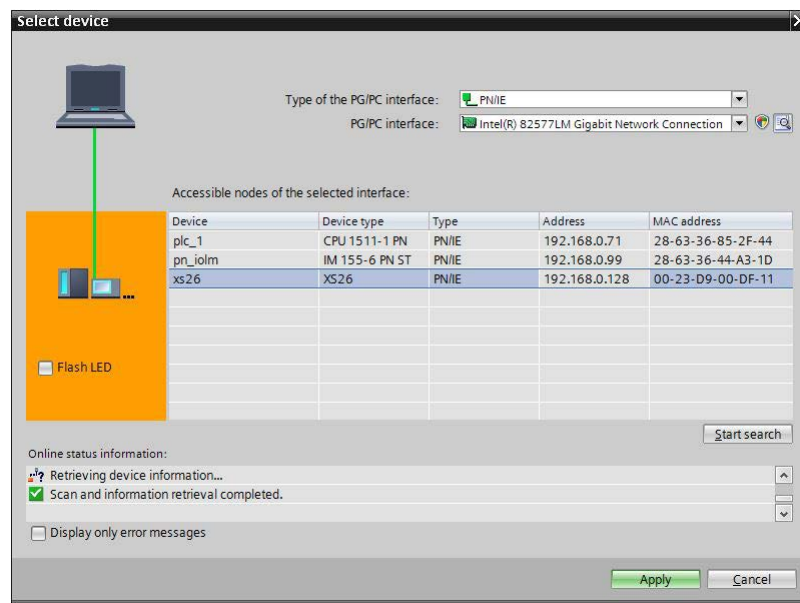 Select device
Type of the PG/PC interface: PN/IE
PG/PC interface: Intel(R) 82577LM Gigabit Network Connection
Accessible nodes of the selected interface:
Device Device type Type Address MAC address
plc_1 CPU 1511-1 PN PN/IE 192.168.0.71 28-63-36-85-2F-44
pn_iolm IM 155-6 PN ST PN/IE 192.168.0.99 28-63-36-44-A3-1D
xs26 XS26 PN/IE 192.168.0.128 00-23-D9-00-DF-11
Flash LED
Start search
Online status information:
Retrieving device information...
Scan and information retrieval completed.
Display only error messages
Apply Cancel